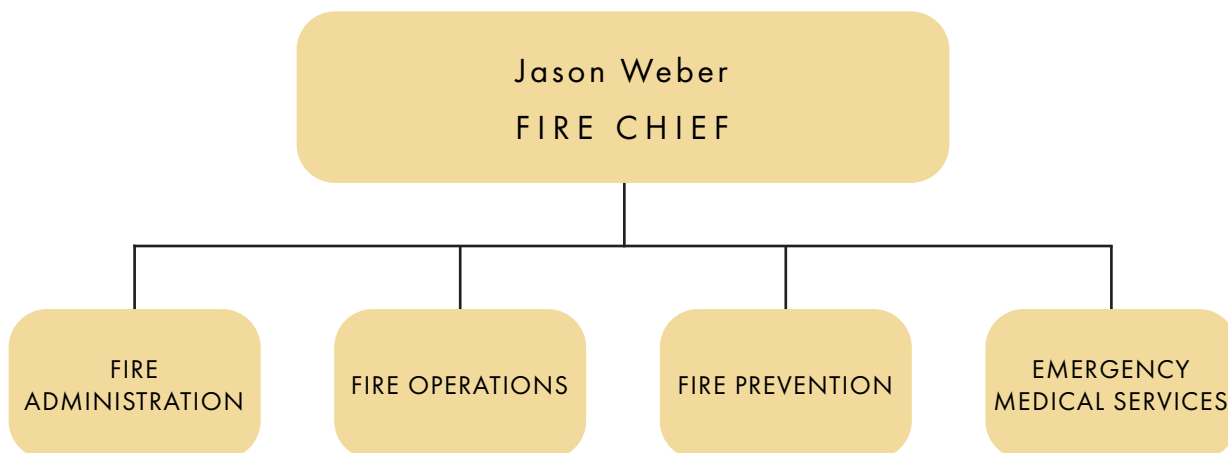 Jason Weber
FIRE CHIEF
FIRE
ADMINISTRATION
FIRE OPERATIONS
FIRE PREVENTION
EMERGENCY
MEDICAL SERVICES